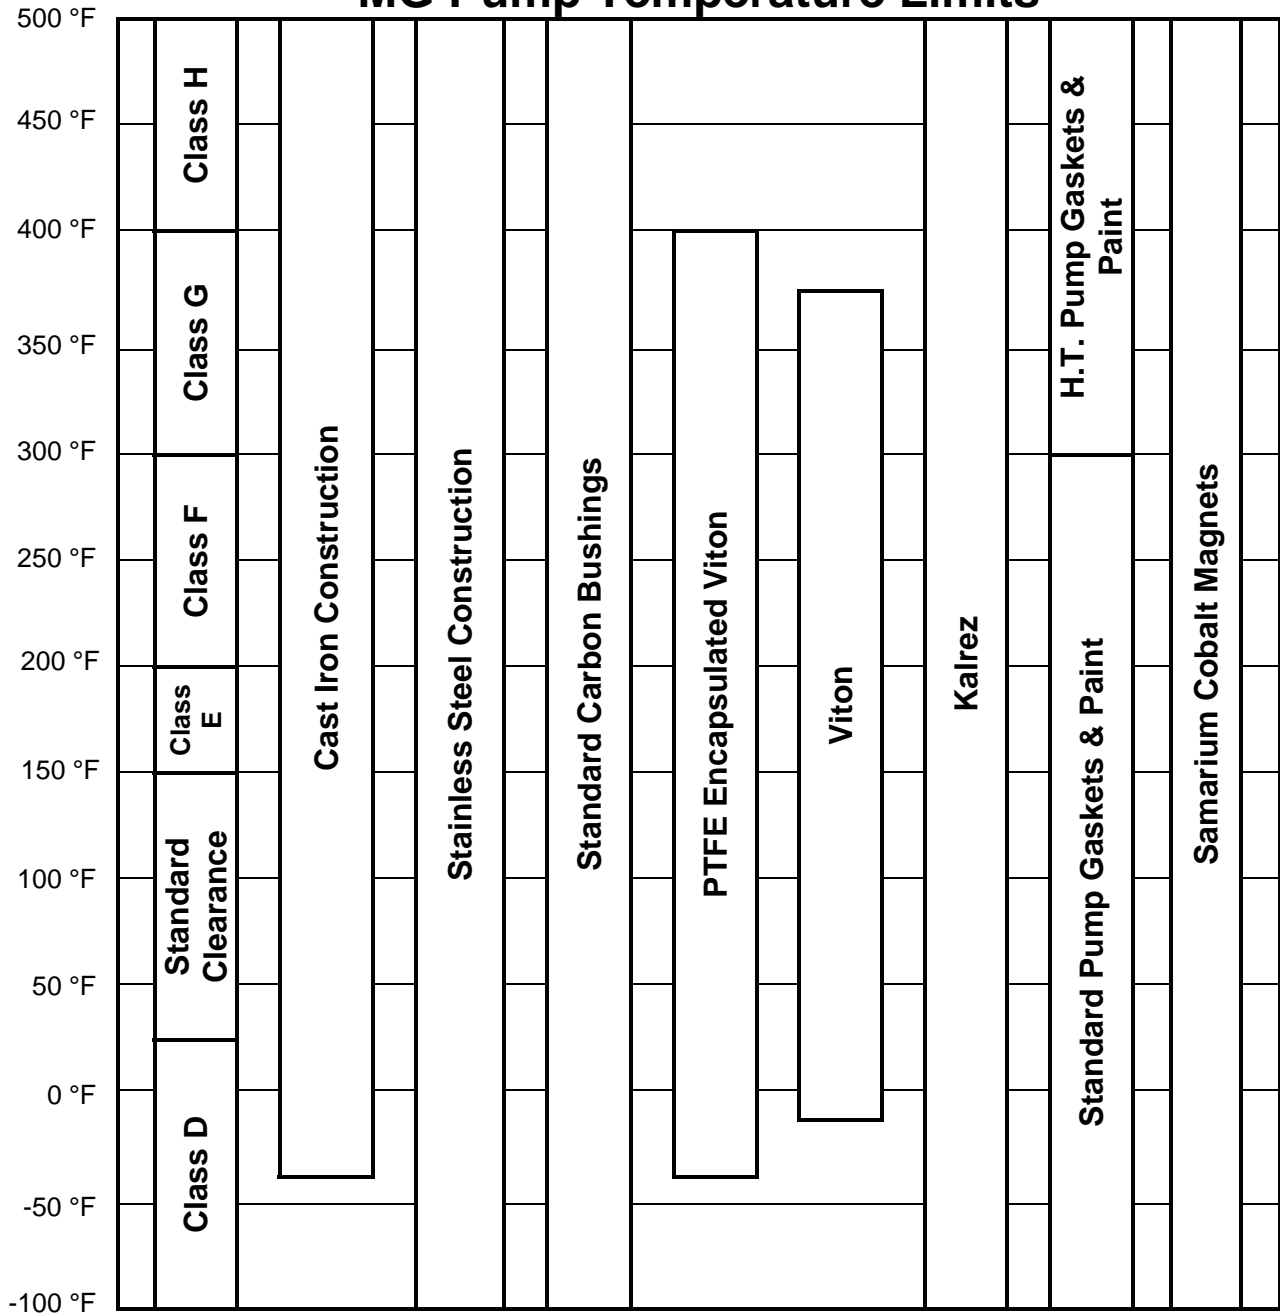 MG Pump Temperature Limits
500 °F
450 °F
400 °F
350 °F
300 °F
250 °F
200 °F
150 °F
100 °F
50 °F
0 °F
-50 °F
-100 °F
Class H
Class G
Class F
Class
E
Standard
Clearance
Class D
Cast Iron Construction
Stainless Steel Construction
Standard Carbon Bushings
PTFE Encapsulated Viton
Viton
Kalrez
H.T. Pump Gaskets &
Paint
Standard Pump Gaskets & Paint
Samarium Cobalt Magnets